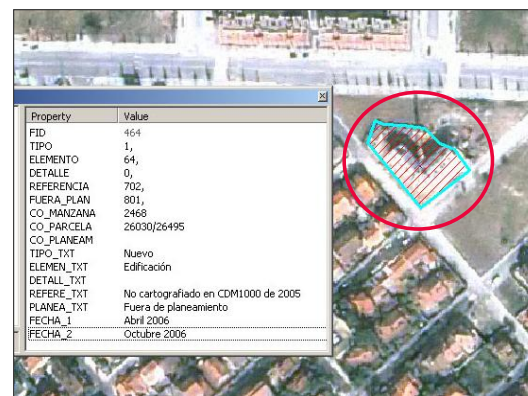 Property Value
FID 464
TIPO 1,
ELEMENTO 64,
DETALLE 0,
REFERENCIA 702,
FUERA_PLAN 801,
CO_MANZANA 2468
CO_PARCELA 26030/26495
CO_PLANEAM
TIPO_TXT Nuevo
ELEMEN_TXT Edificación
DETALL_TXT
REFERE_TXT No cartografiado en CDM1000 de 2005
PLANEA_TXT Fuera de planeamiento
FECHA_1 Abril 2006
FECHA_2 Octubre 2006